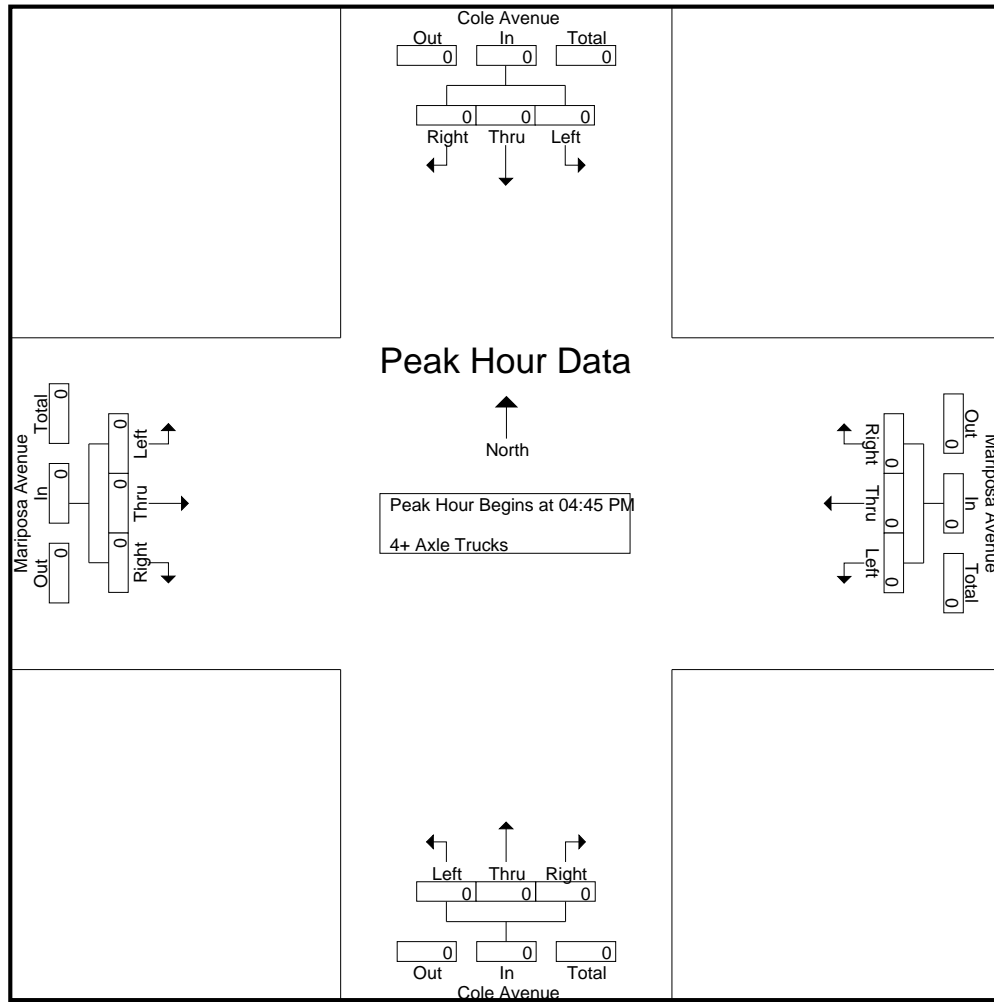 Cole Avenue
Out In Total
0 0 0
0 0 0
Right Thru Left
Peak Hour Data
North
Peak Hour Begins at 04:45 PM
4+ Axle Trucks
Mariposa Avenue
Total In Out
0 0 0
0 0 0
Left Thru Right
Mariposa Avenue
Out In Total
0 0 0
0 0 0
Right Thru Left
Left Thru Right
0 0 0
0 0 0
Out In Total
Cole Avenue